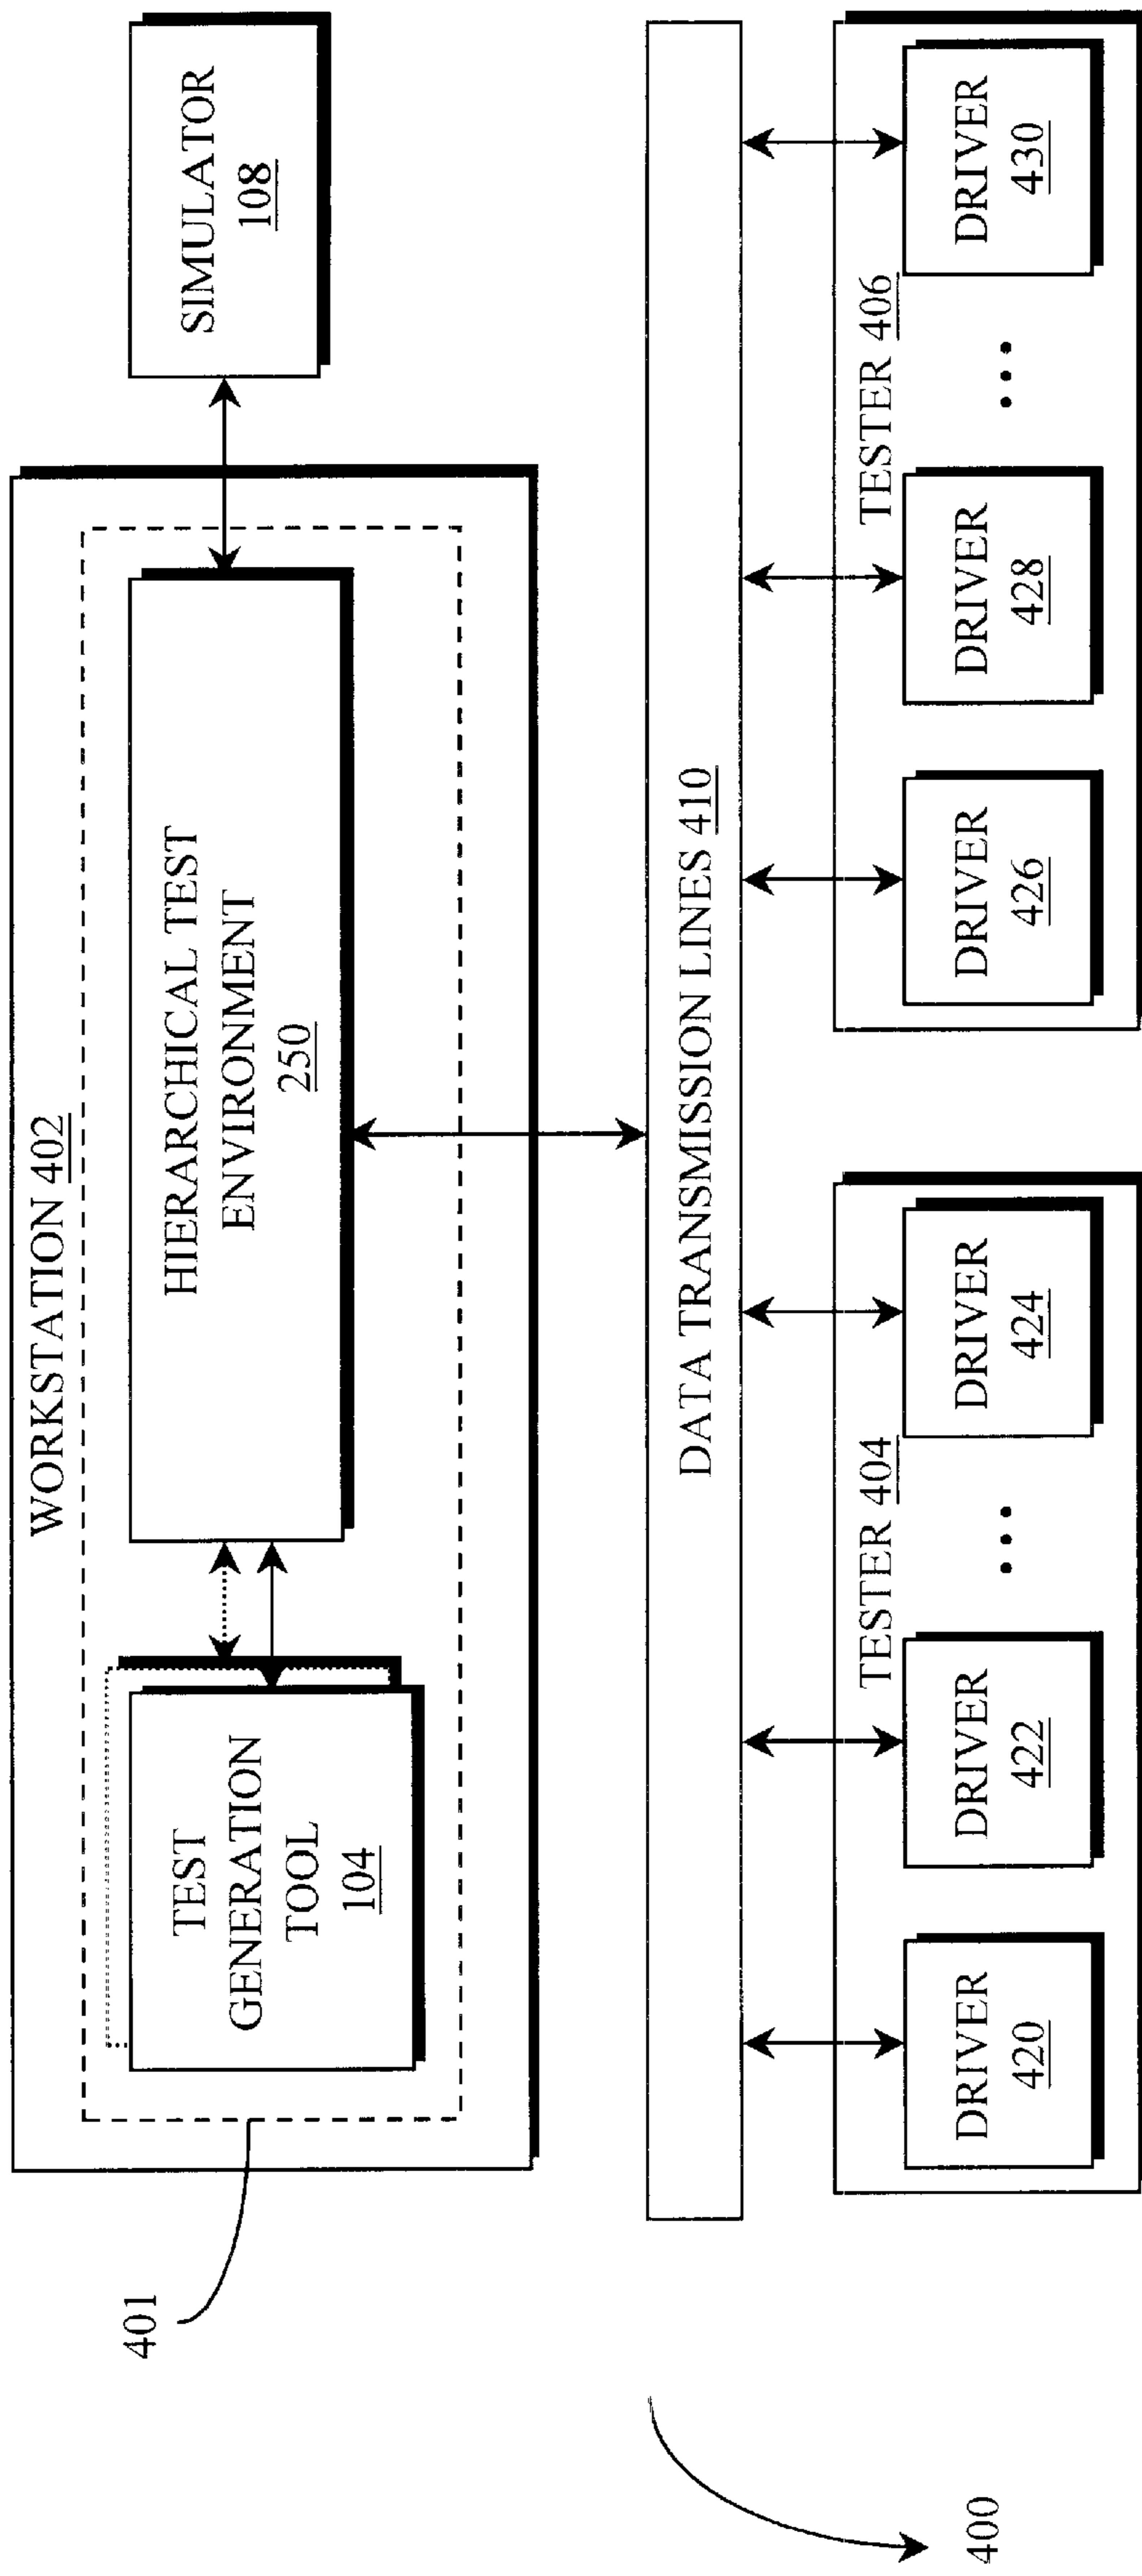 WORKSTATION 402
TEST
GENERATION
TOOL
104
HIERARCHICAL TEST
ENVIRONMENT
250
SIMULATOR
108
401
DATA TRANSMISSION LINES 410
TESTER 404
DRIVER
420
DRIVER
422
...
DRIVER
424
TESTER 406
DRIVER
426
DRIVER
428
...
DRIVER
430
400